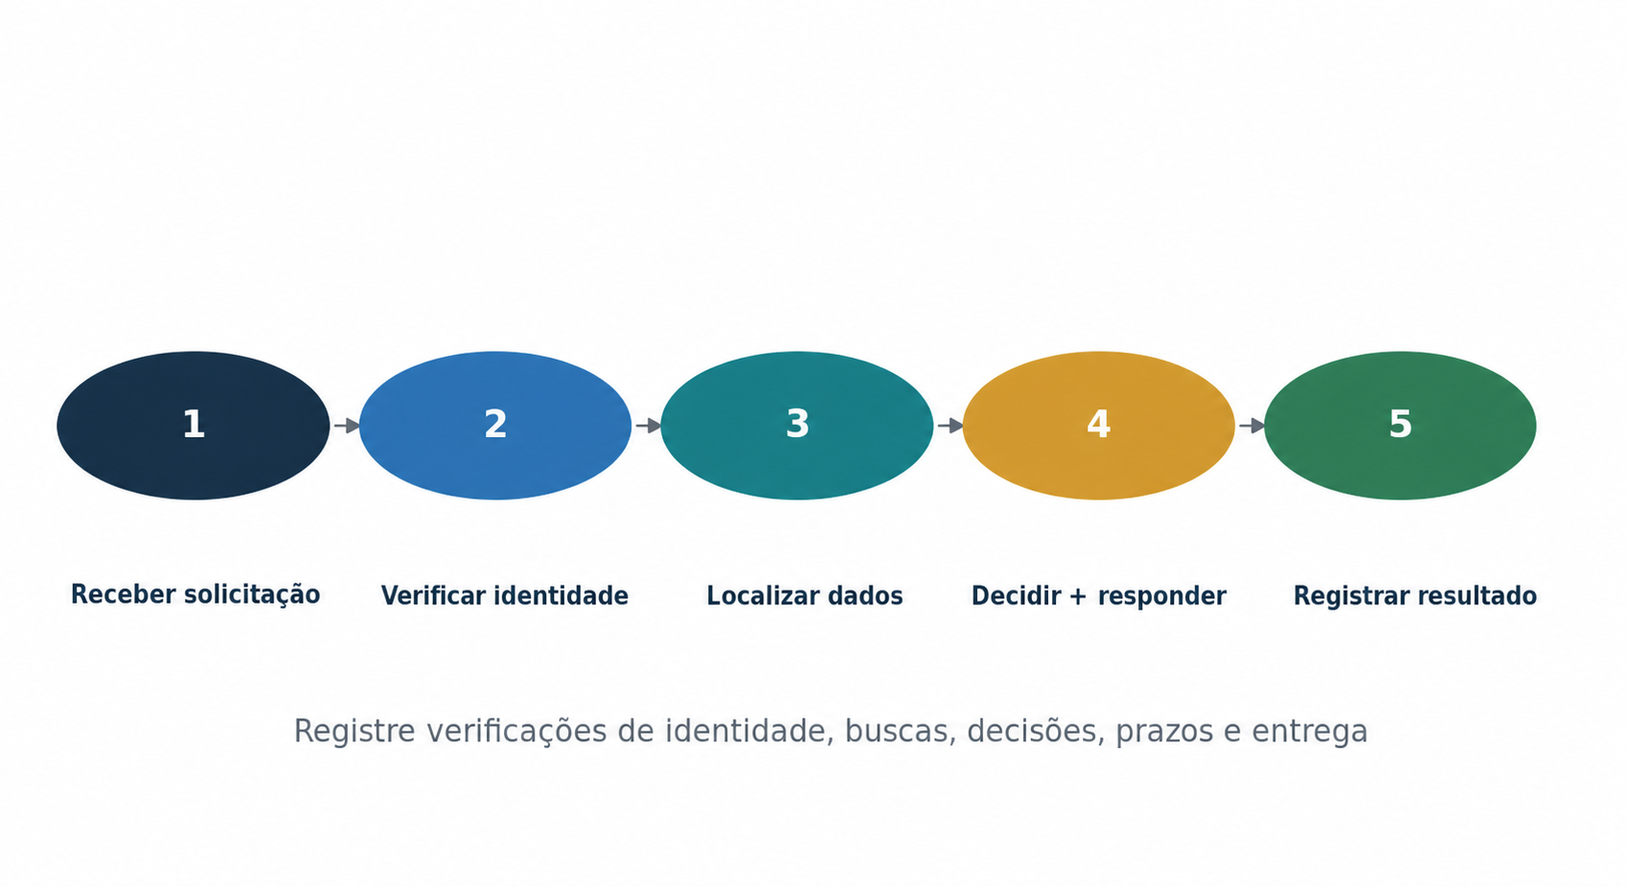 1
2
3
4
5
Receber solicitação
Verificar identidade
Localizar dados
Decidir + responder
Registrar resultado
Registre verificações de identidade, buscas, decisões, prazos e entrega